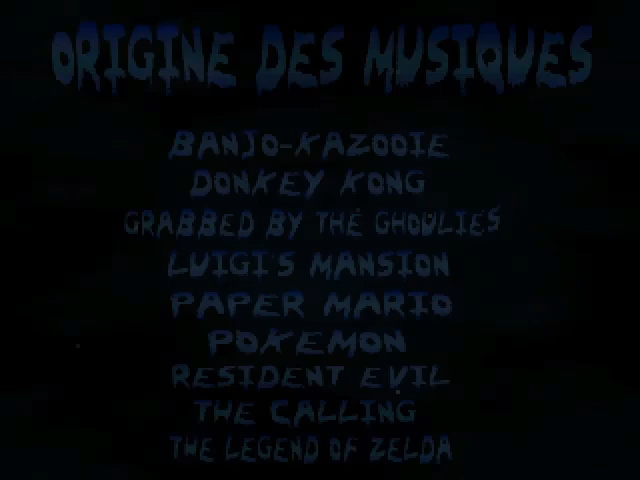 ORIGINE DES MUSIQUES
BANJO-KAZOOIE
DONKEY KONG
GRABBED BY THE GHOULIES
LUIGI'S MANSION
PAPER MARIO
POKEMON
RESIDENT EVIL
THE CALLING
THE LEGEND OF ZELDA